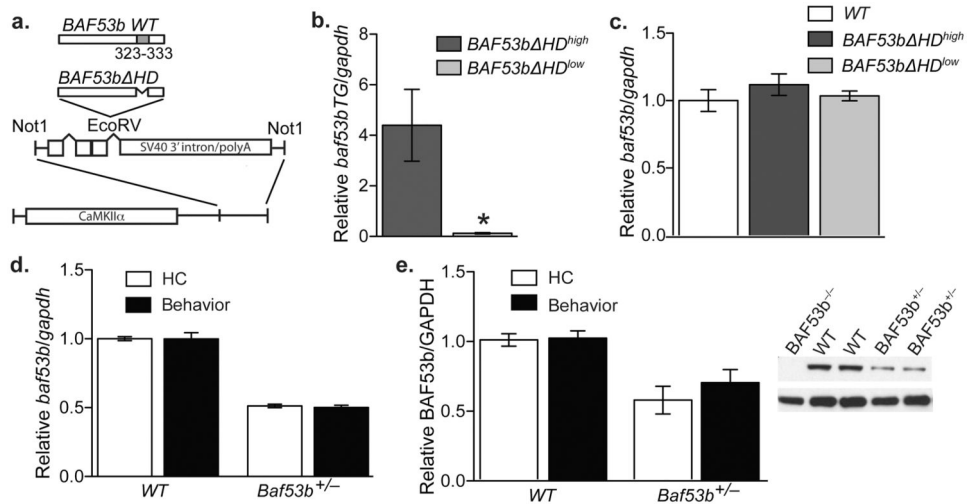 a.
BAF53b WT
323-333
BAF53bΔHD
Not1
EcoRV
Not1
SV40 3' intron/polyA
CaMKIIα
b.
Relative baf53bTG/gapdh
8
6
4
2
0
*
BAF53bΔHDhigh
BAF53bΔHDlow
c.
Relative baf53b/gapdh
1.5
1.0
0.5
0.0
WT
BAF53bΔHDhigh
BAF53bΔHDlow
d.
Relative baf53b/gapdh
1.5
1.0
0.5
0.0
HC
Behavior
WT
Baf53b+/–
e.
Relative BAF53b/GAPDH
1.5
1.0
0.5
0.0
HC
Behavior
WT
Baf53b+/–
BAF53b-/-
WT
WT
BAF53b+/–
BAF53b+/–